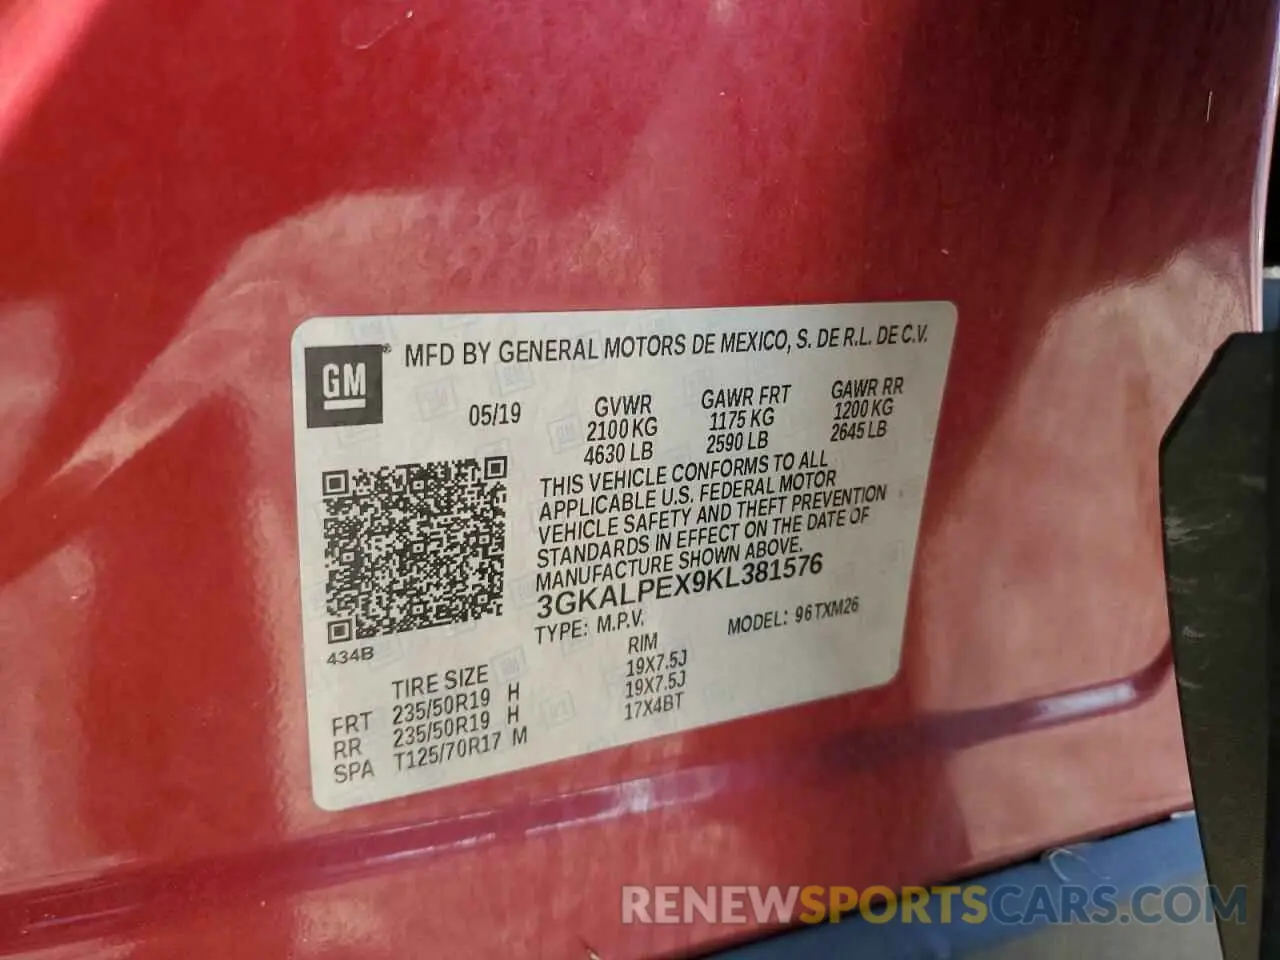 GM® MFD BY GENERAL MOTORS DE MEXICO, S. DE R.L. DE C.V.
05/19
GVWR
2100 KG
4630 LB
GAWR FRT
1175 KG
2590 LB
GAWR RR
1200 KG
2645 LB
THIS VEHICLE CONFORMS TO ALL
APPLICABLE U.S. FEDERAL MOTOR
VEHICLE SAFETY AND THEFT PREVENTION
STANDARDS IN EFFECT ON THE DATE OF
MANUFACTURE SHOWN ABOVE.
3GKALPEX9KL381576
TYPE: M.P.V. MODEL: 96TXM26
434B
TIRE SIZE RIM
FRT 235/50R19 H 19X7.5J
RR 235/50R19 H 19X7.5J
SPA T125/70R17 M 17X4BT
RENEWSPORTSCARS.COM